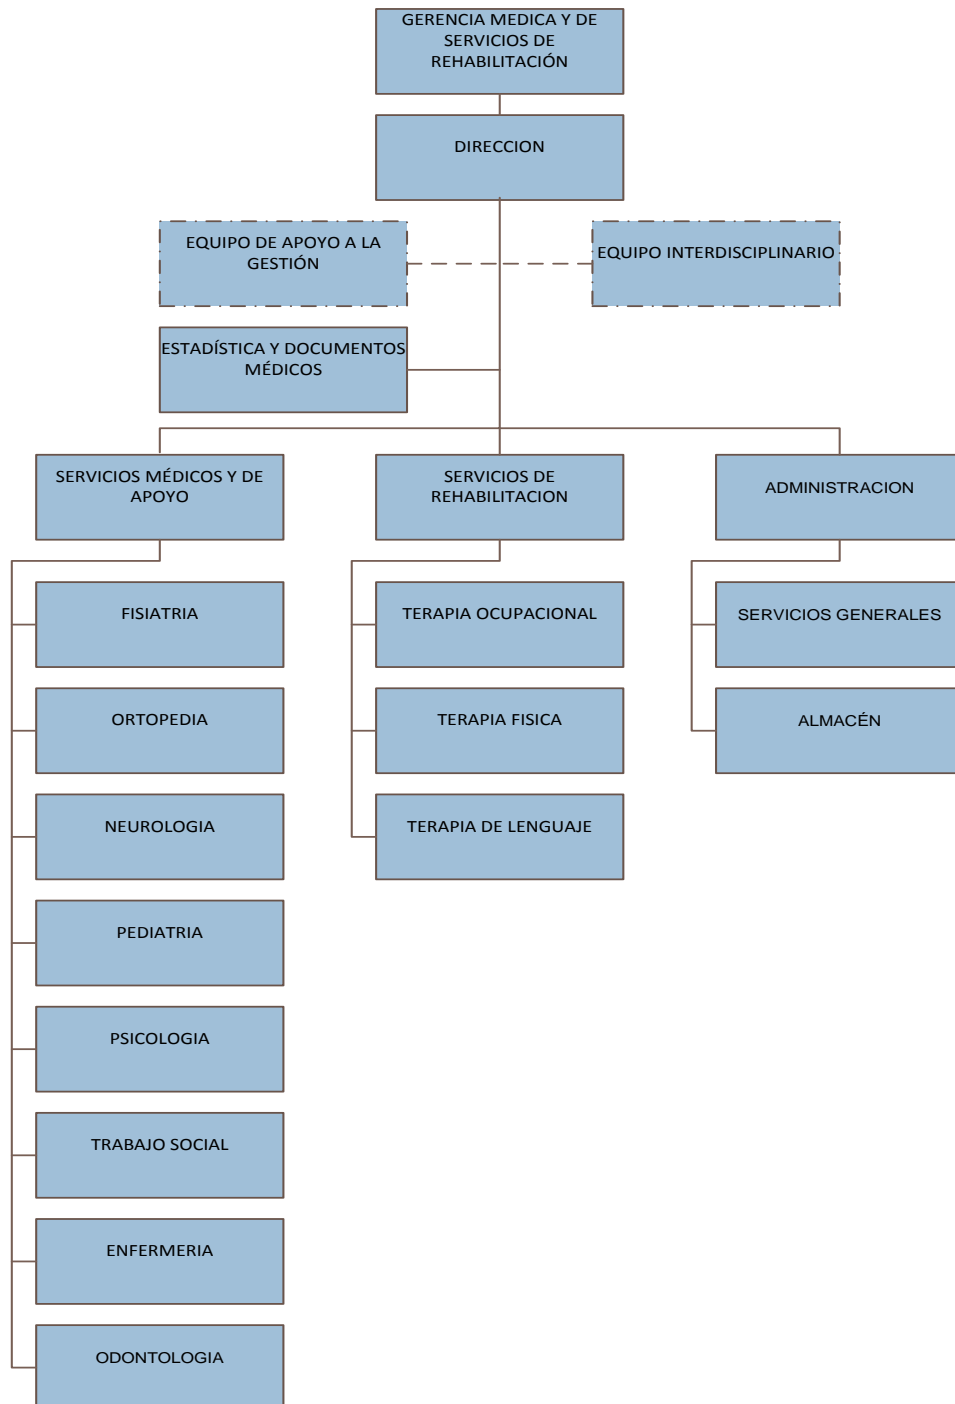 GERENCIA MEDICA Y DE
SERVICIOS DE
REHABILITACIÓN
DIRECCION
EQUIPO DE APOYO A LA
GESTIÓN
EQUIPO INTERDISCIPLINARIO
ESTADÍSTICA Y DOCUMENTOS
MÉDICOS
SERVICIOS MÉDICOS Y DE
APOYO
SERVICIOS DE
REHABILITACION
ADMINISTRACION
FISIATRIA
ORTOPEDIA
NEUROLOGIA
PEDIATRIA
PSICOLOGIA
TRABAJO SOCIAL
ENFERMERIA
ODONTOLOGIA
TERAPIA OCUPACIONAL
TERAPIA FISICA
TERAPIA DE LENGUAJE
SERVICIOS GENERALES
ALMACÉN